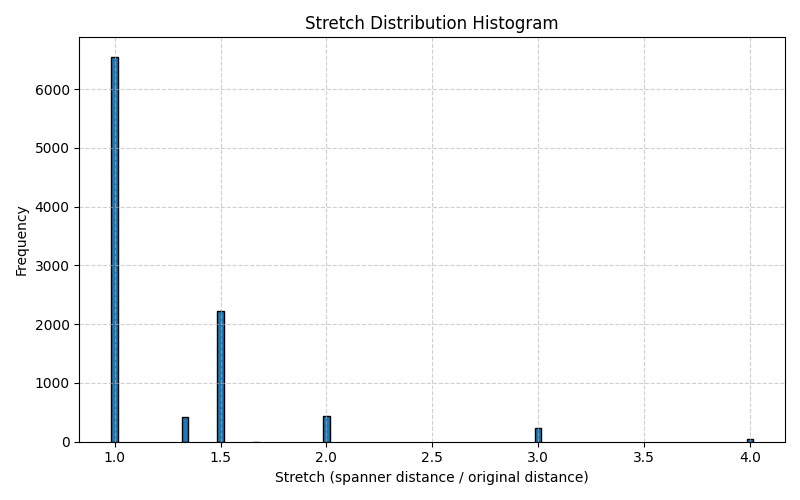 Stretch Distribution Histogram
Frequency
6000
5000
4000
3000
2000
1000
0
1.0 1.5 2.0 2.5 3.0 3.5 4.0
Stretch (spanner distance / original distance)